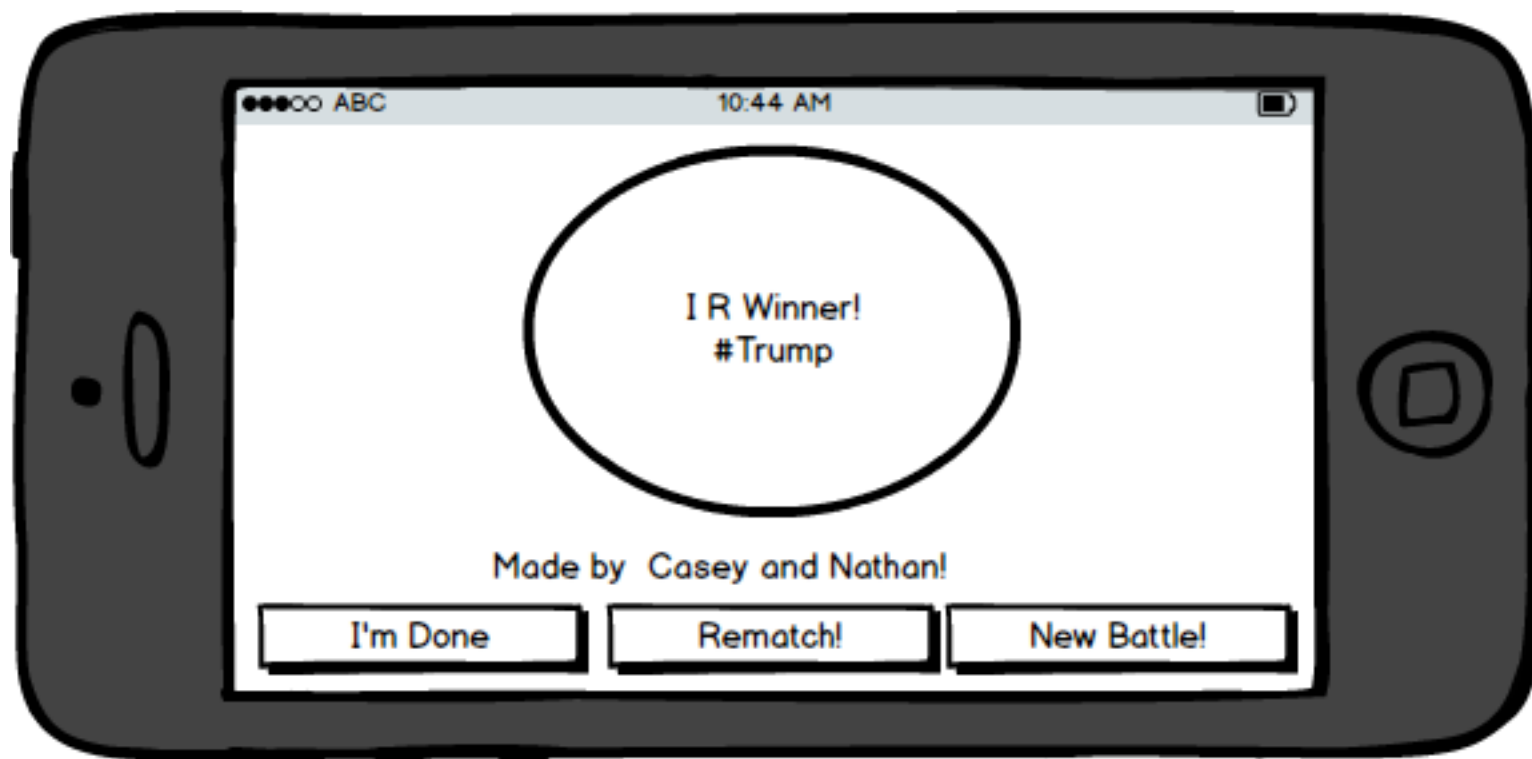 ABC 10:44 AM
I R Winner!
#Trump
Made by Casey and Nathan!
I'm Done Rematch! New Battle!